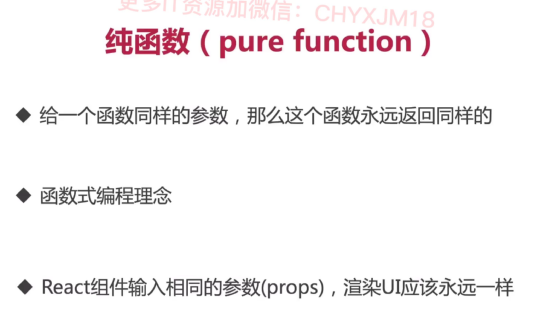 更多IT资源加微信：CHYXJM18
纯函数（pure function）
◆ 给一个函数同样的参数，那么这个函数永远返回同样的
◆ 函数式编程理念
◆ React组件输入相同的参数(props)，渲染UI应该永远一样